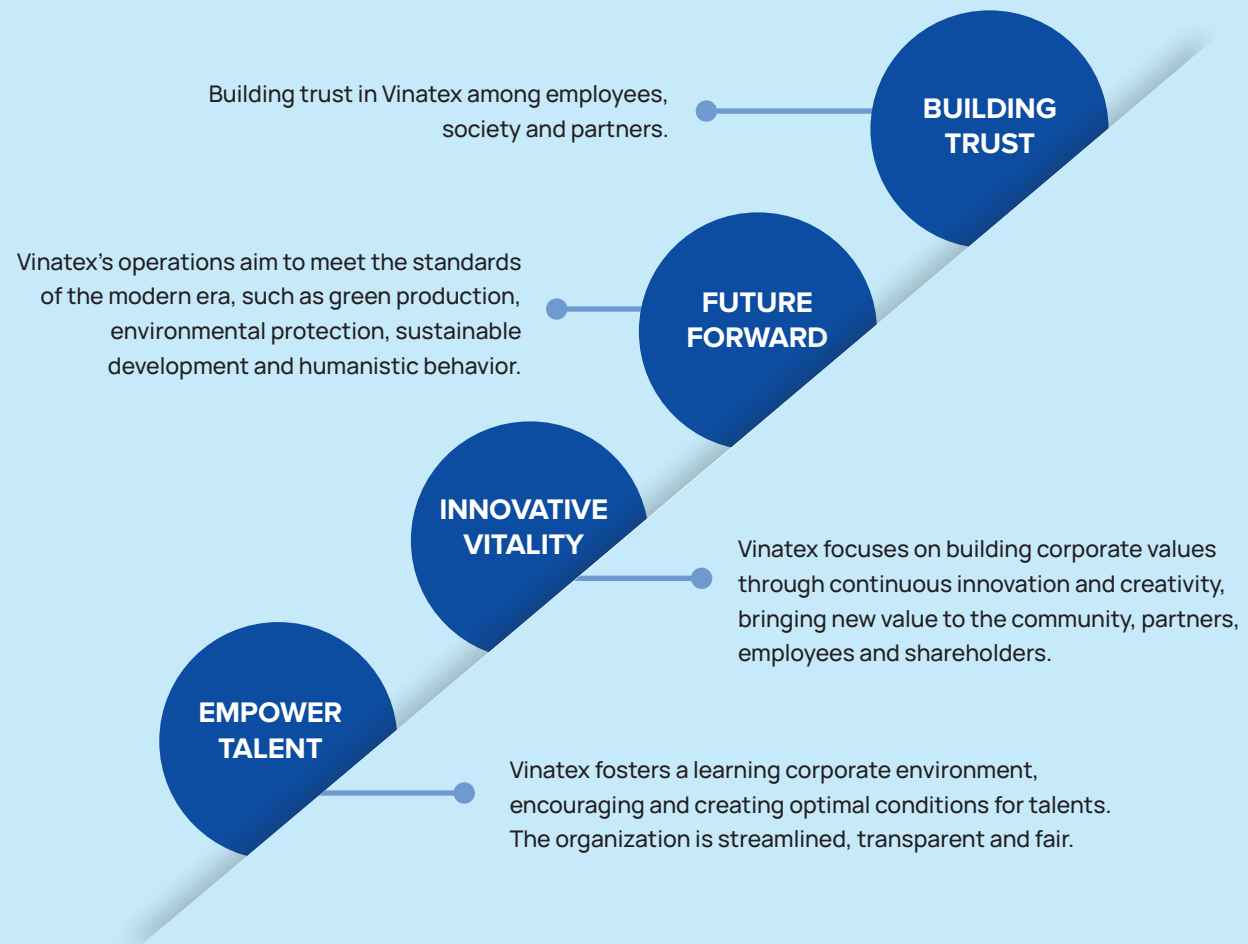 Building trust in Vinatex among employees,
society and partners.
BUILDING
TRUST
Vinatex’s operations aim to meet the standards
of the modern era, such as green production,
environmental protection, sustainable
development and humanistic behavior.
FUTURE
FORWARD
INNOVATIVE
VITALITY
Vinatex focuses on building corporate values
through continuous innovation and creativity,
bringing new value to the community, partners,
employees and shareholders.
EMPOWER
TALENT
Vinatex fosters a learning corporate environment,
encouraging and creating optimal conditions for talents.
The organization is streamlined, transparent and fair.